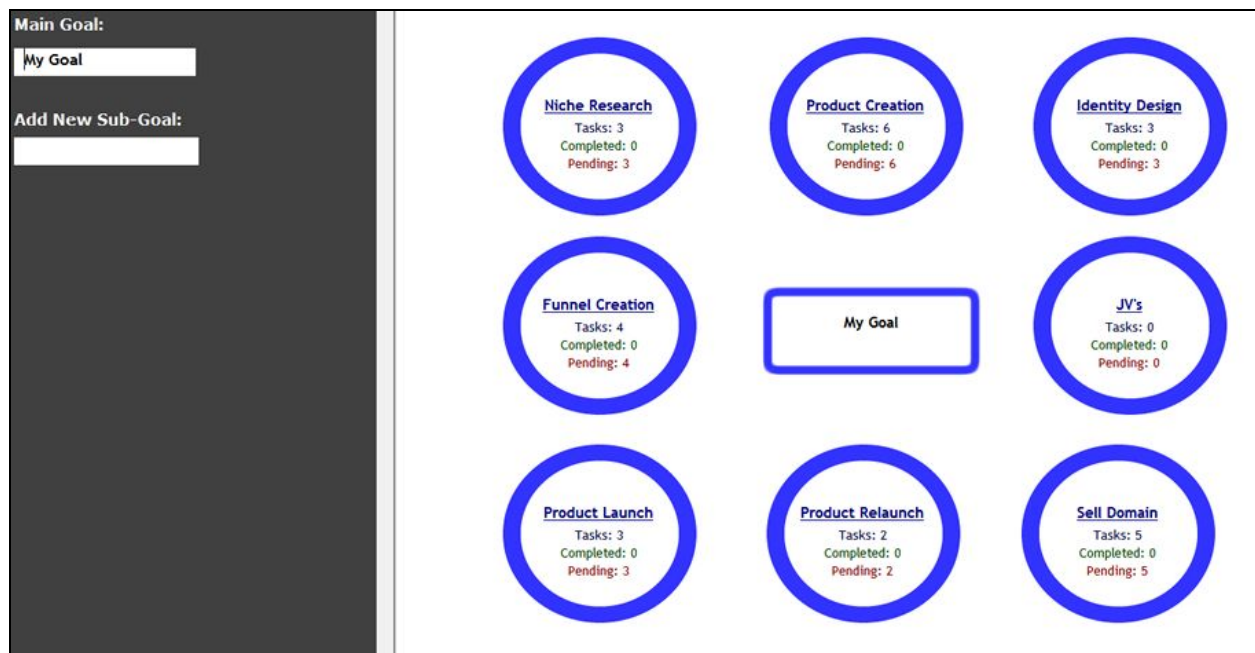 Main Goal:
My Goal
Add New Sub-Goal:
Niche Research
Tasks: 3
Completed: 0
Pending: 3
Product Creation
Tasks: 6
Completed: 0
Pending: 6
Identity Design
Tasks: 3
Completed: 0
Pending: 3
Funnel Creation
Tasks: 4
Completed: 0
Pending: 4
My Goal
JV's
Tasks: 0
Completed: 0
Pending: 0
Product Launch
Tasks: 3
Completed: 0
Pending: 3
Product Relaunch
Tasks: 2
Completed: 0
Pending: 2
Sell Domain
Tasks: 5
Completed: 0
Pending: 5